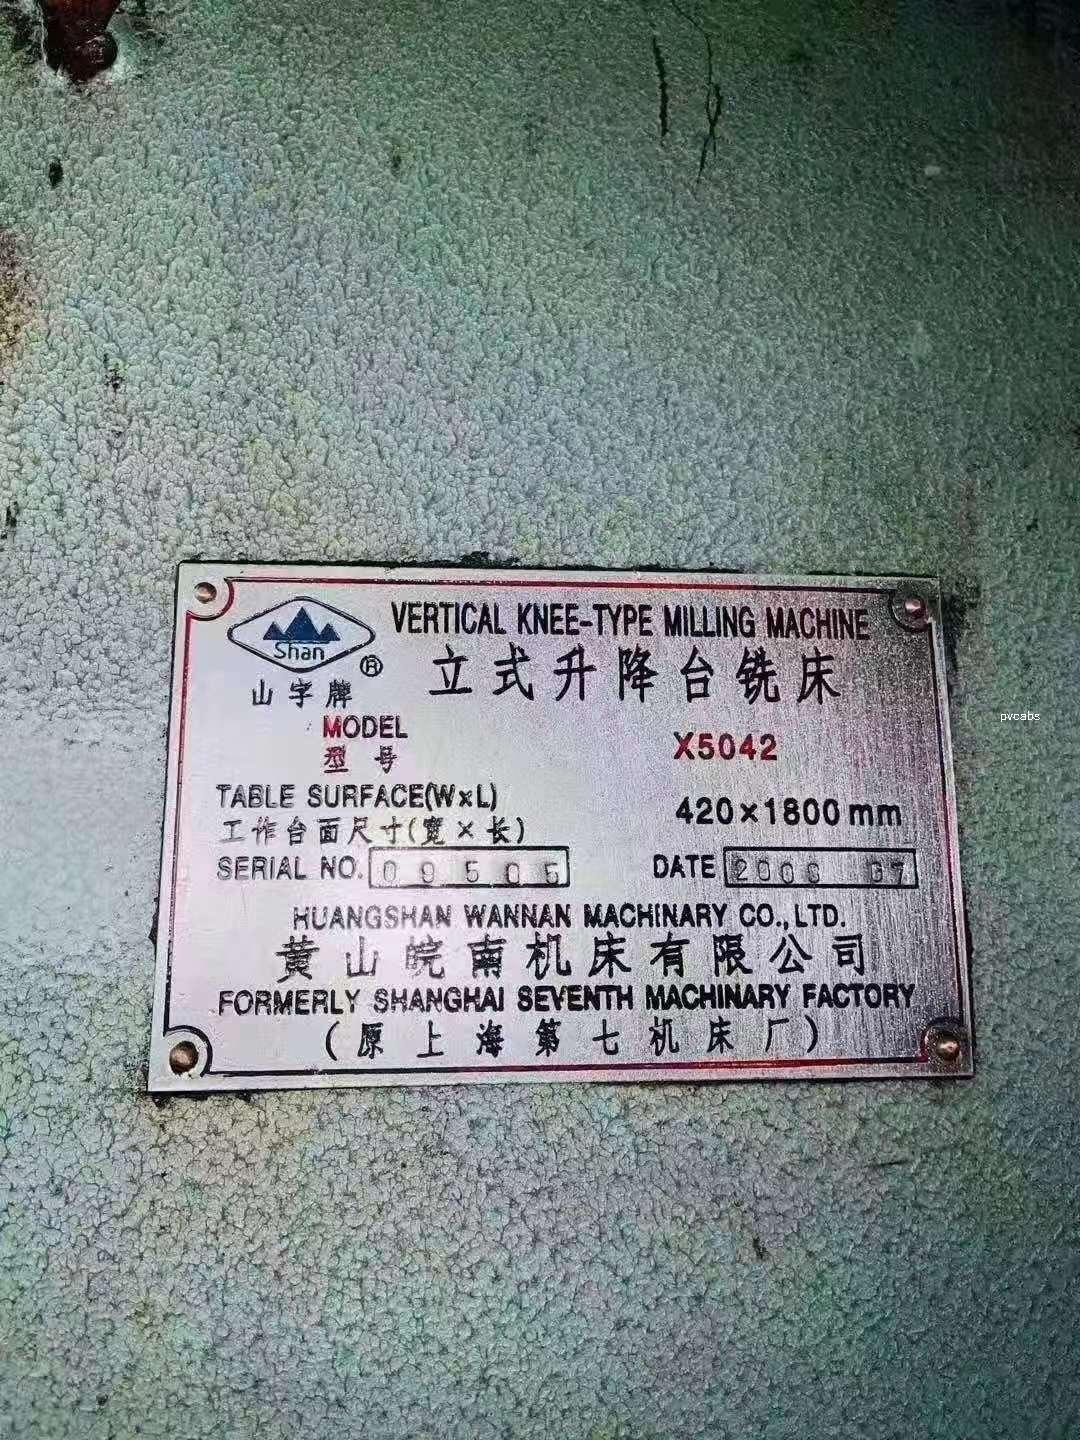 VERTICAL KNEE-TYPE MILLING MACHINE
Shan
®
立式升降台铣床
山字牌
MODEL
型号
X5042
TABLE SURFACE(W×L)
工作台面尺寸(宽×长)
420×1800mm
SERIAL NO. 09505
DATE
HUANGSHAN WANNAN MACHINARY CO.,LTD.
黄山皖南机床有限公司
FORMERLY SHANGHAI SEVENTH MACHINARY FACTORY
(原上海第七机床厂)
pvcabs